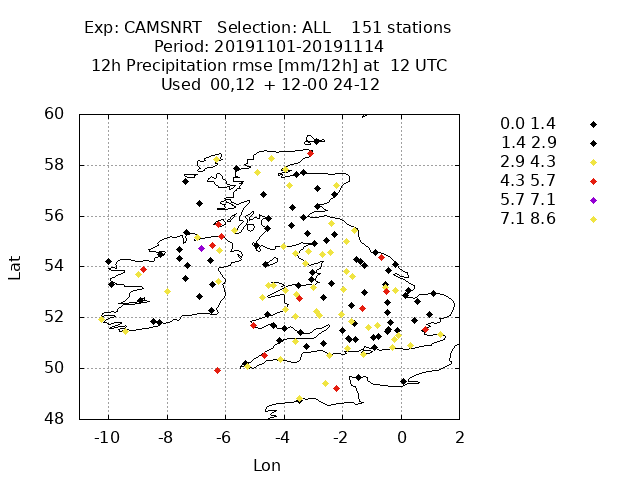 Exp: CAMSNRT   Selection: ALL    151 stations
Period: 20191101-20191114
12h Precipitation rmse [mm/12h] at  12 UTC
Used  00,12  + 12-00 24-12
60
58
56
54
52
50
48
Lat
-10 -8 -6 -4 -2 0 2
Lon
0.0 1.4
1.4 2.9
2.9 4.3
4.3 5.7
5.7 7.1
7.1 8.6